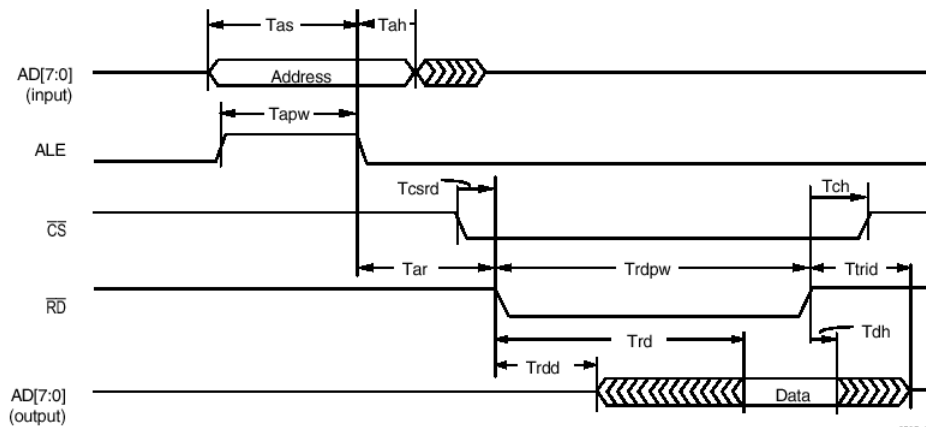 Tas
Tah
AD[7:0]
(input)
Address
Tapw
ALE
Tcsrd
Tch
CS
Tar
Trdpw
Ttrid
RD
Trd
Tdh
Trdd
AD[7:0]
(output)
Data